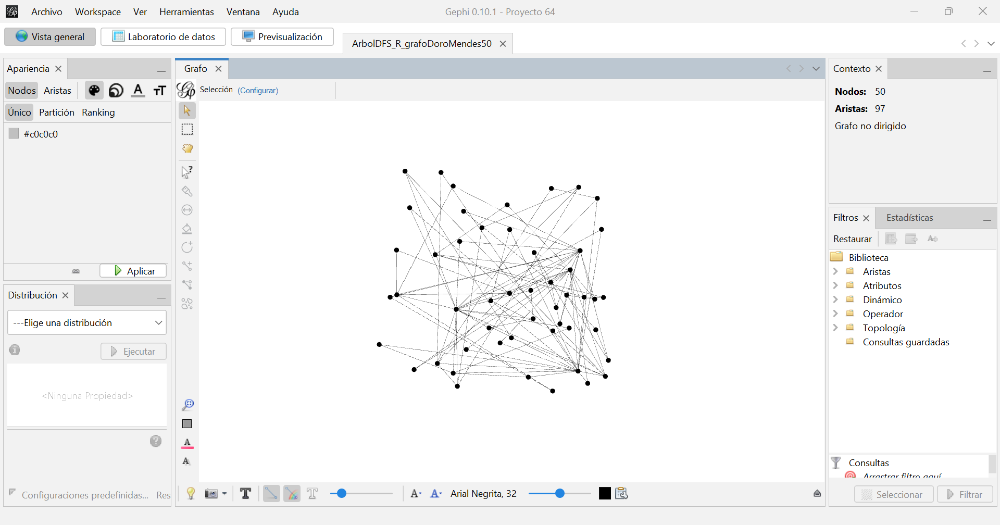 Archivo Workspace Ver Herramientas Ventana Ayuda Gephi 0.10.1 - Proyecto 64
Vista general Laboratorio de datos Previsualización ArbolDFS_R_grafoDoroMendes50
Apariencia
Nodos Aristas
Único Partición Ranking
#c0c0c0
Aplicar
Distribución
---Elige una distribución
Ejecutar
<Ninguna Propiedad>
Configuraciones predefinidas... Res
Grafo
Selección (Configurar)
Arial Negrita, 32
Contexto
Nodos: 50
Aristas: 97
Grafo no dirigido
Filtros Estadísticas
Restaurar
Biblioteca
Aristas
Atributos
Dinámico
Operador
Topología
Consultas guardadas
Consultas
Arrastrar filtro aquí
Seleccionar Filtrar